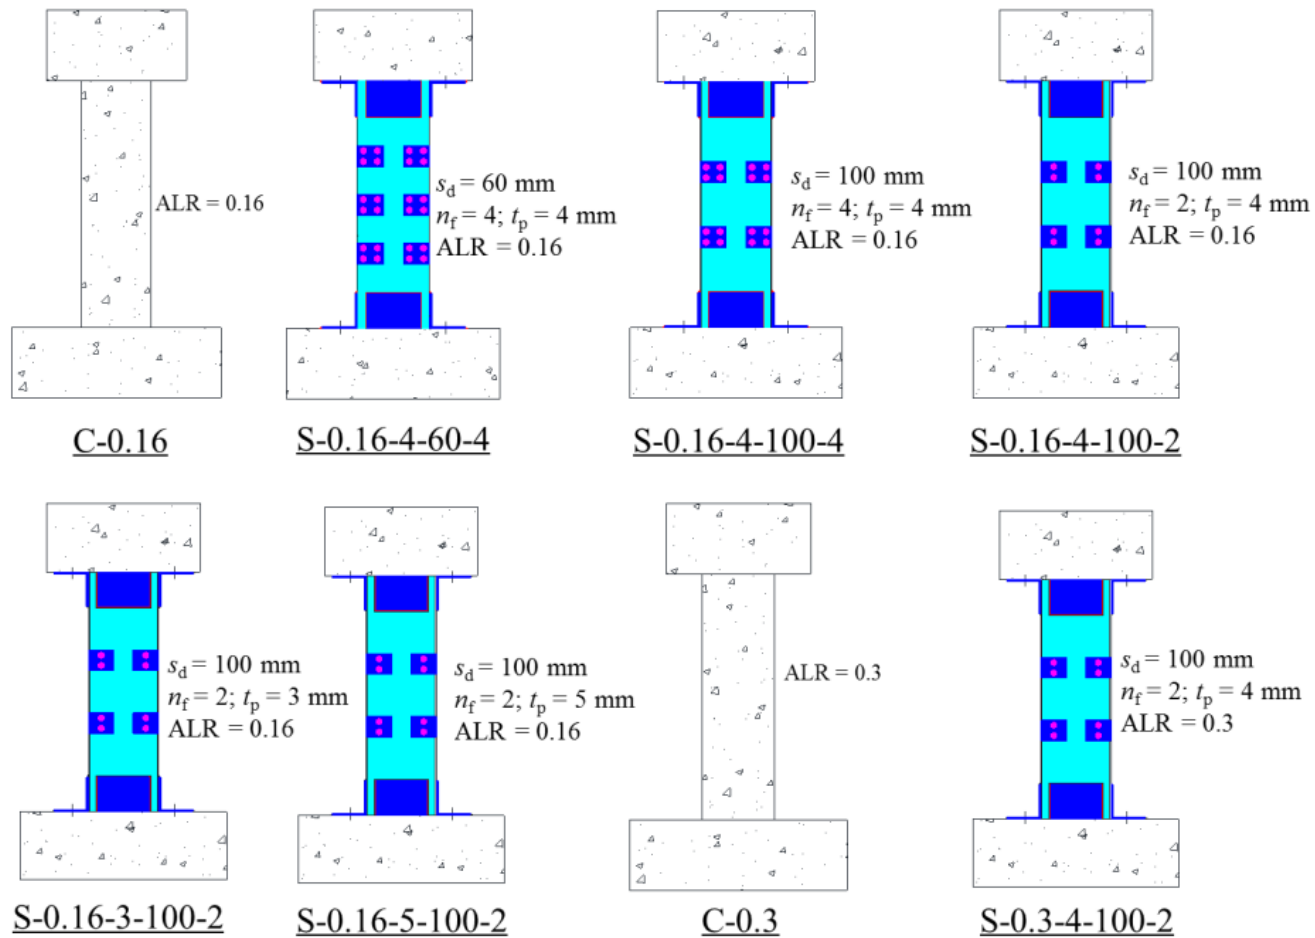 ALR = 0.16
C-0.16
s_d = 60 mm
n_f = 4; t_p = 4 mm
ALR = 0.16
S-0.16-4-60-4
s_d = 100 mm
n_f = 4; t_p = 4 mm
ALR = 0.16
S-0.16-4-100-4
s_d = 100 mm
n_f = 2; t_p = 4 mm
ALR = 0.16
S-0.16-4-100-2
s_d = 100 mm
n_f = 2; t_p = 3 mm
ALR = 0.16
S-0.16-3-100-2
s_d = 100 mm
n_f = 2; t_p = 5 mm
ALR = 0.16
S-0.16-5-100-2
ALR = 0.3
C-0.3
s_d = 100 mm
n_f = 2; t_p = 4 mm
ALR = 0.3
S-0.3-4-100-2